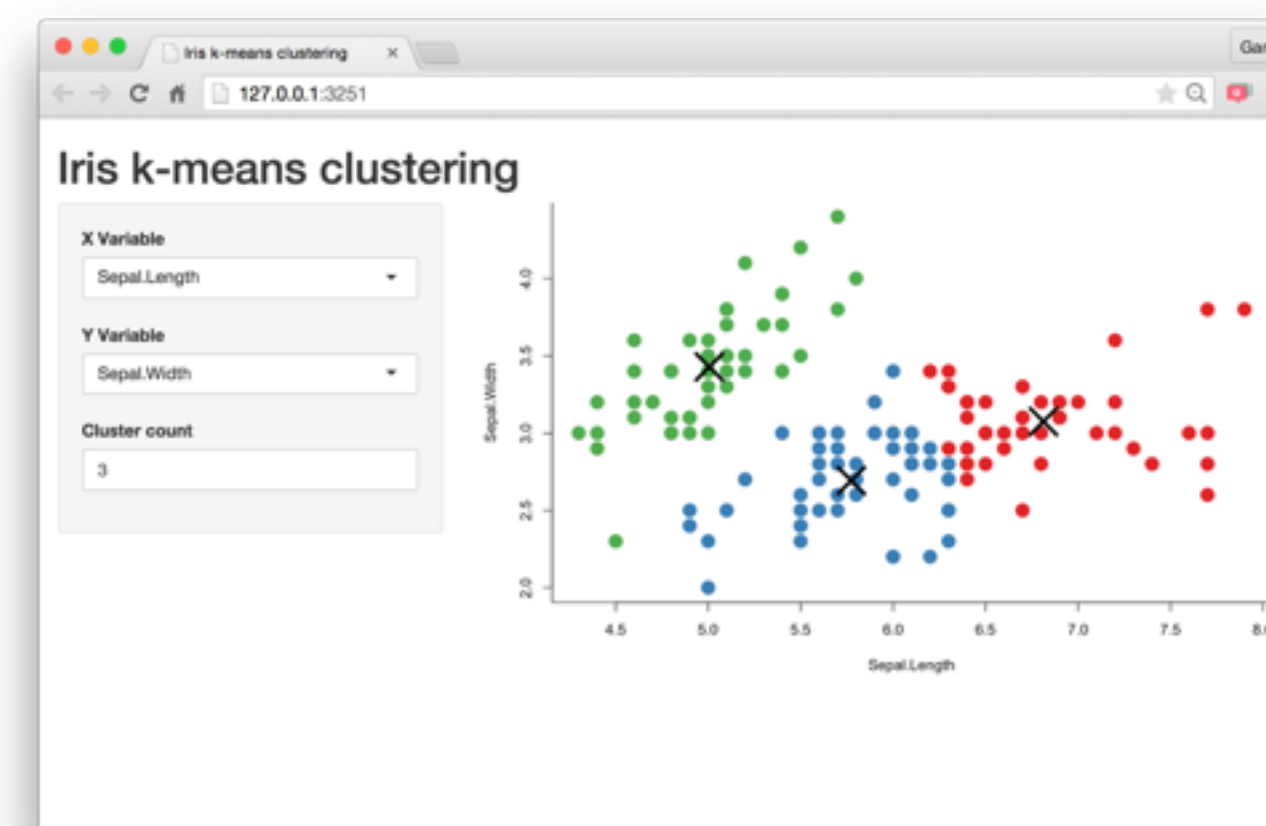 Iris k-means clustering
127.0.0.1:3251
Iris k-means clustering
X Variable
Sepal.Length
Y Variable
Sepal.Width
Cluster count
3
Sepal.Width
4.0
3.5
3.0
2.5
2.0
4.5 5.0 5.5 6.0 6.5 7.0 7.5
Sepal.Length